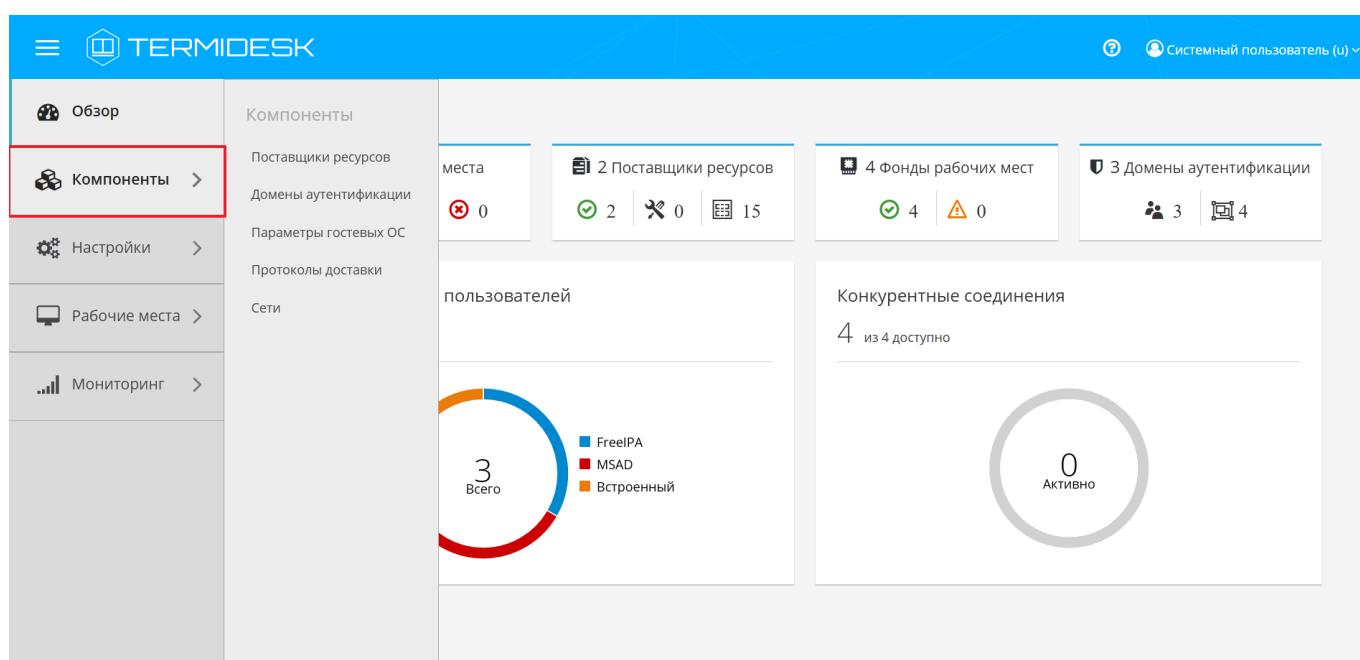 TERMIDESK
Системный пользователь (u)
Обзор
Компоненты
Настройки
Рабочие места
Мониторинг
Компоненты
Поставщики ресурсов
Домены аутентификации
Параметры гостевых ОС
Протоколы доставки
Сети
места
0
2 Поставщики ресурсов
2 0 15
4 Фонды рабочих мест
4 0
3 Домены аутентификации
3 4
пользователей
3
Всего
FreeIPA
MSAD
Встроенный
Конкурентные соединения
4 из 4 доступно
0
Активно